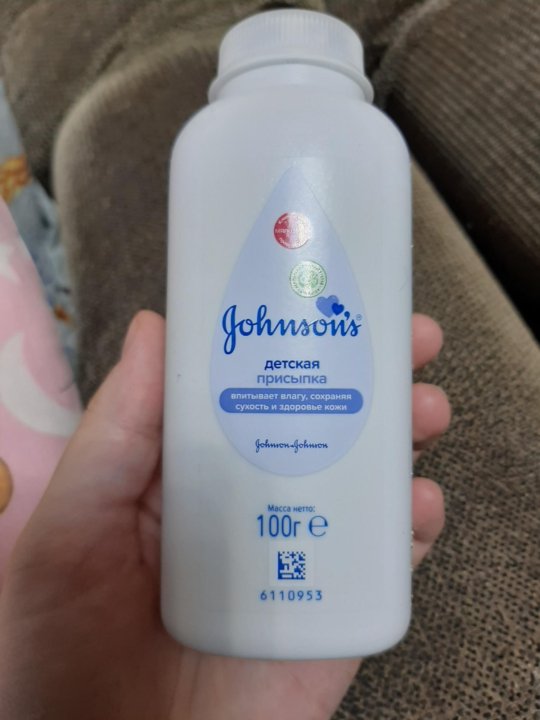 Johnson's®
детская
присыпка
впитывает влагу, сохраняя
сухость и здоровье кожи
Johnson & Johnson
Масса нетто:
100г e
6110953